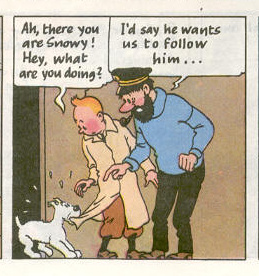 Ah, there you
are Snowy!
Hey, what
are you doing?
I'd say he wants
us to follow
him...